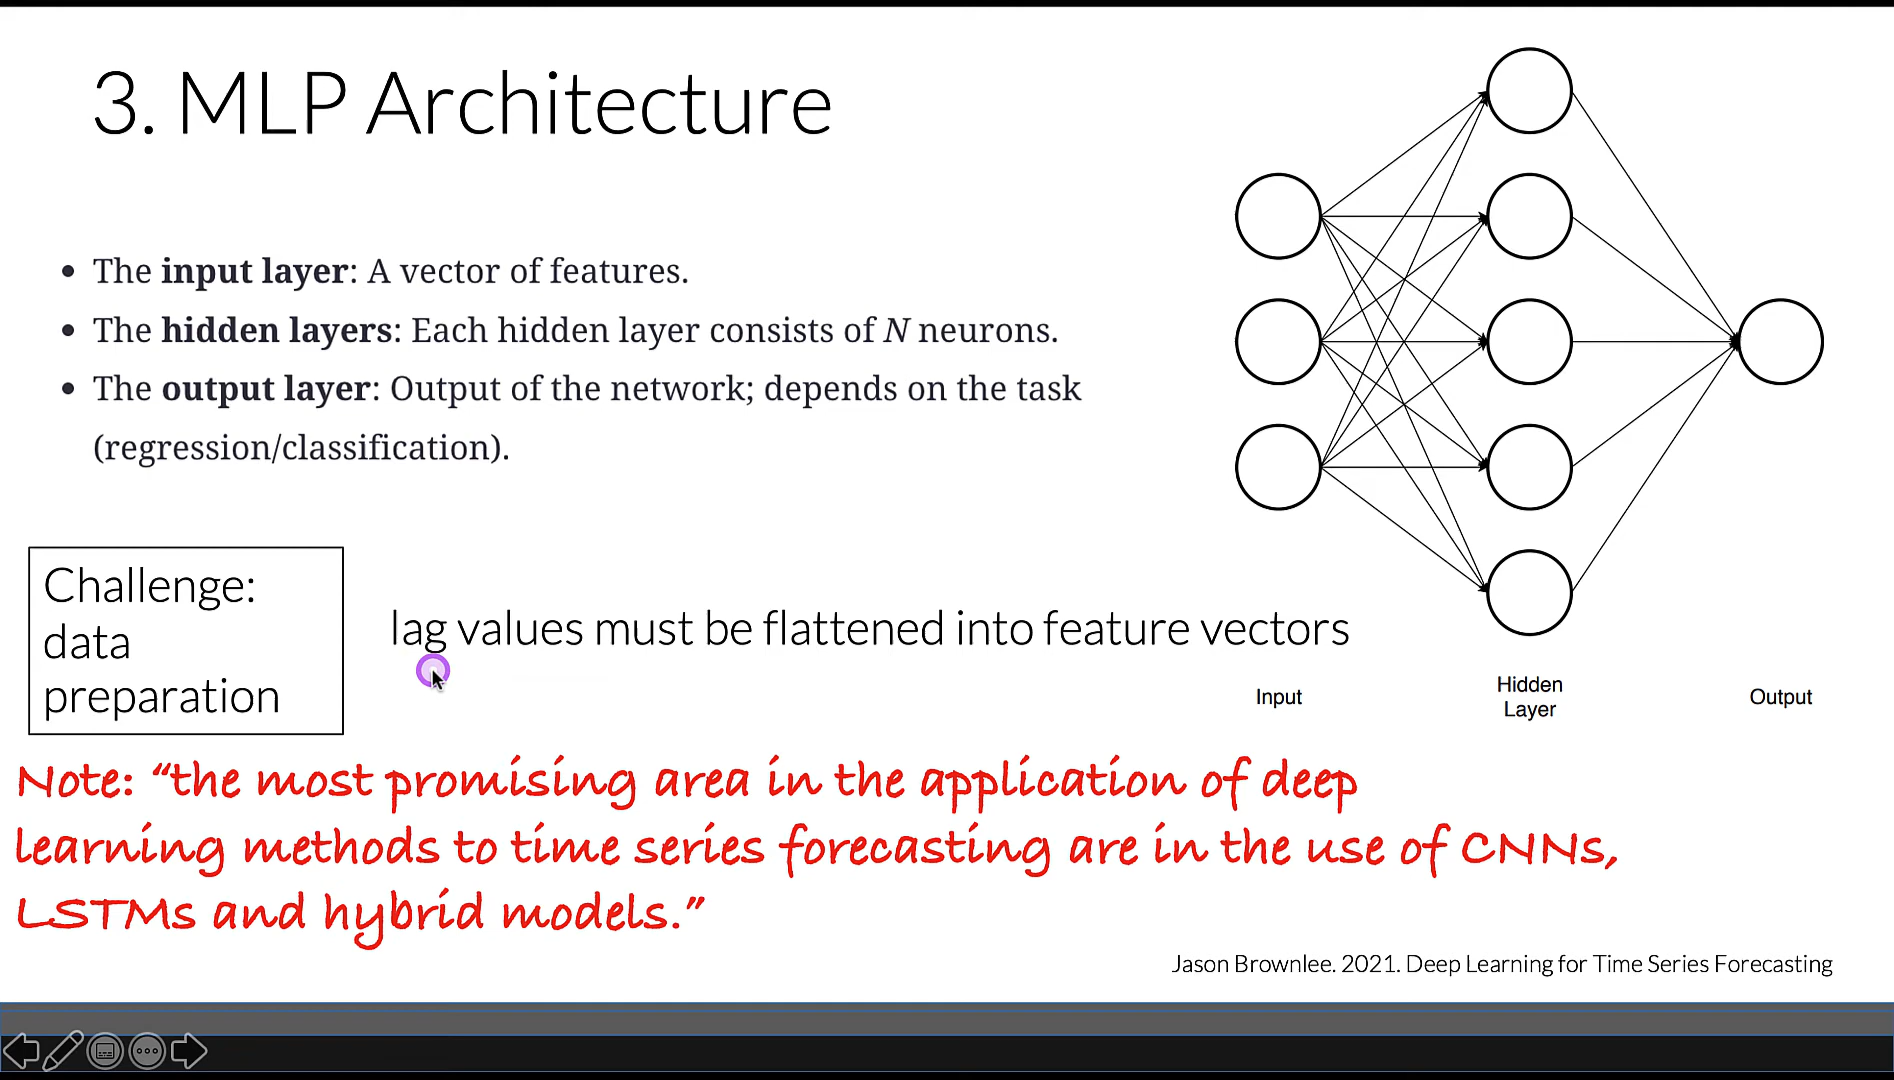 3. MLP Architecture
• The input layer: A vector of features.
• The hidden layers: Each hidden layer consists of N neurons.
• The output layer: Output of the network; depends on the task
(regression/classification).
Challenge:
data
preparation
lag values must be flattened into feature vectors
Input
Hidden
Layer
Output
Note: “the most promising area in the application of deep
learning methods to time series forecasting are in the use of CNNs,
LSTMs and hybrid models.”
Jason Brownlee. 2021. Deep Learning for Time Series Forecasting